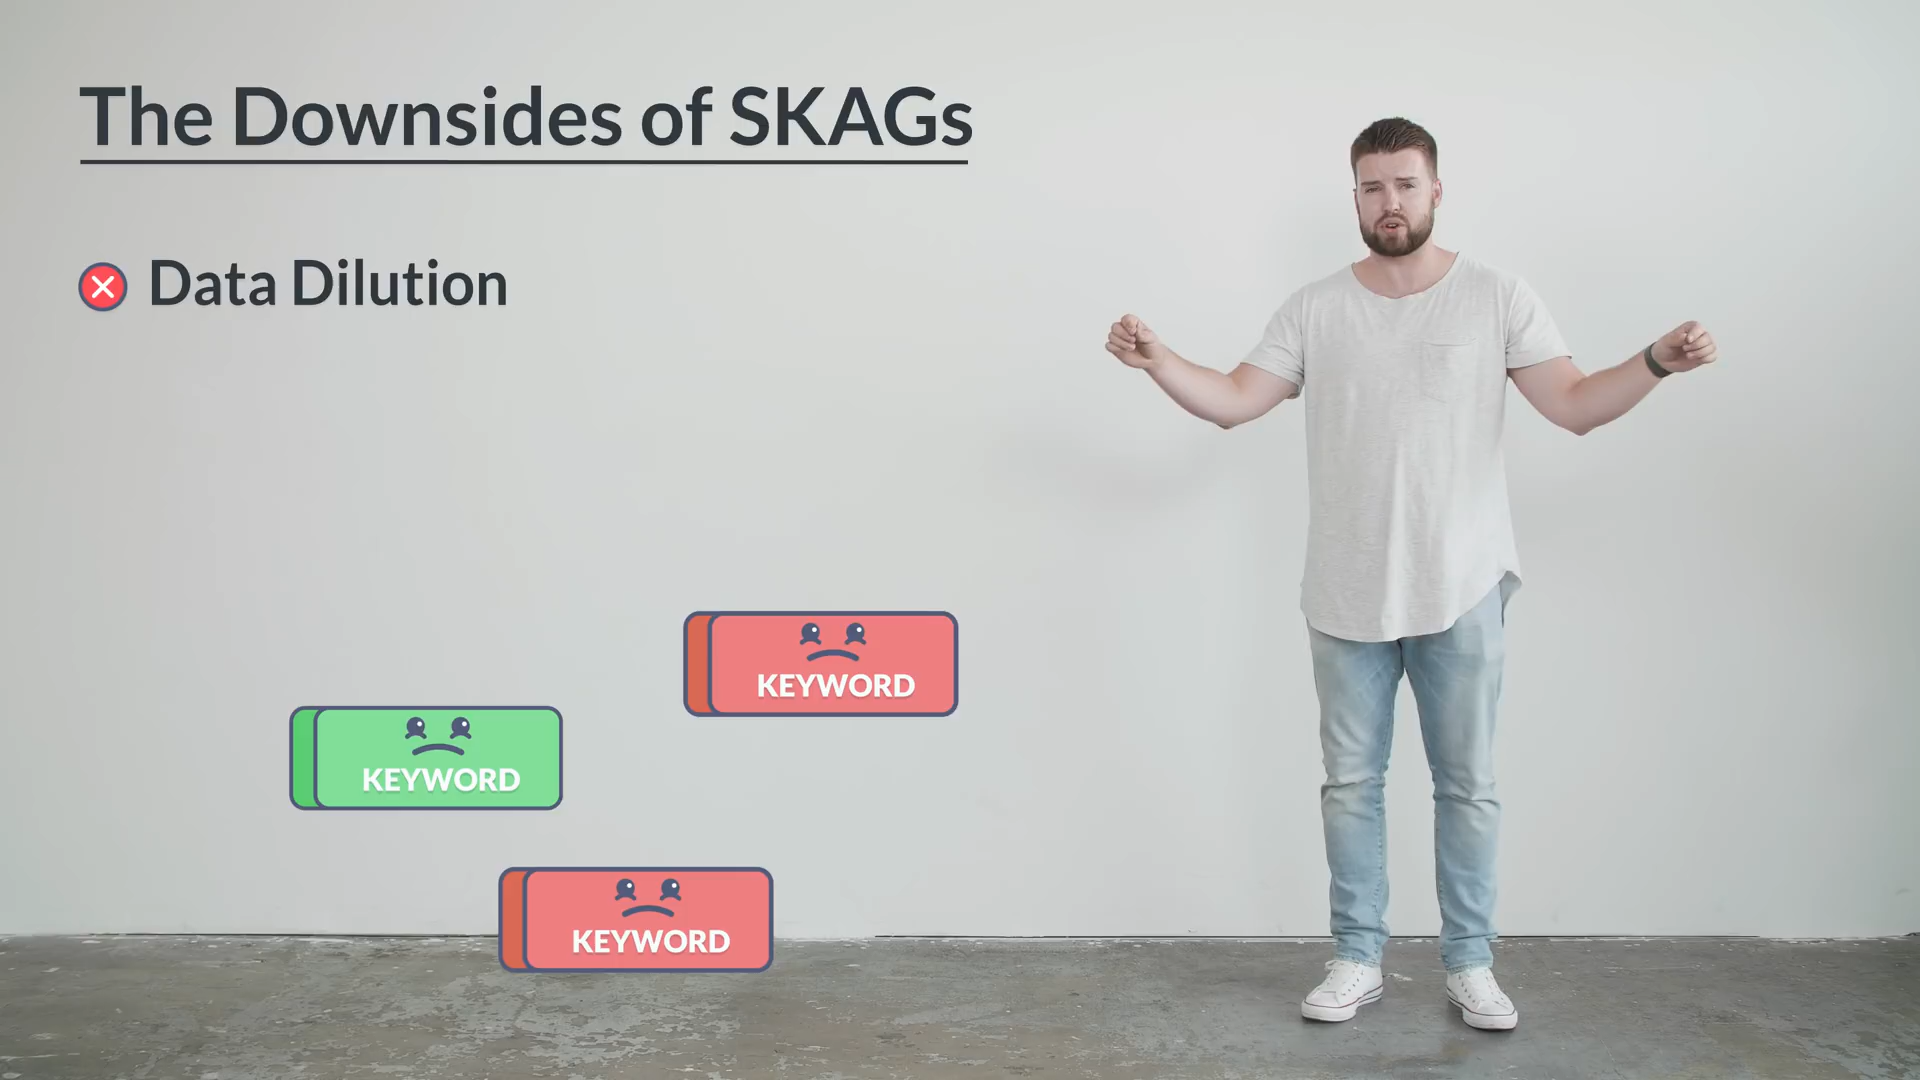 The Downsides of SKAGs
Data Dilution
KEYWORD
KEYWORD
KEYWORD